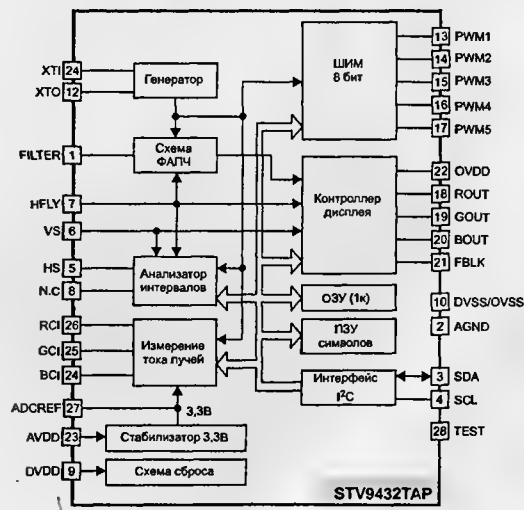 XTI 24
XTO 12
FILTER 1
HFLY 7
VS 6
HS 5
N.C 8
RCI 26
GCI 25
BCI 24
ADCREF 27
AVDD 23
DVDD 9
Генератор
Схема
ФАПЧ
Анализатор
интервалов
Измерение
тока лучей
3,3В
Стабилизатор 3,3В
Схема сброса
ШИМ
8 бит
Контроллер
дисплея
ОЗУ (1к)
ПЗУ
символов
Интерфейс
I²C
13 PWM1
14 PWM2
15 PWM3
16 PWM4
17 PWM5
22 OVDD
18 ROUT
19 GOUT
20 BOUT
21 FBLK
10 DVSS/OVSS
2 AGND
3 SDA
4 SCL
28 TEST
STV9432TAP